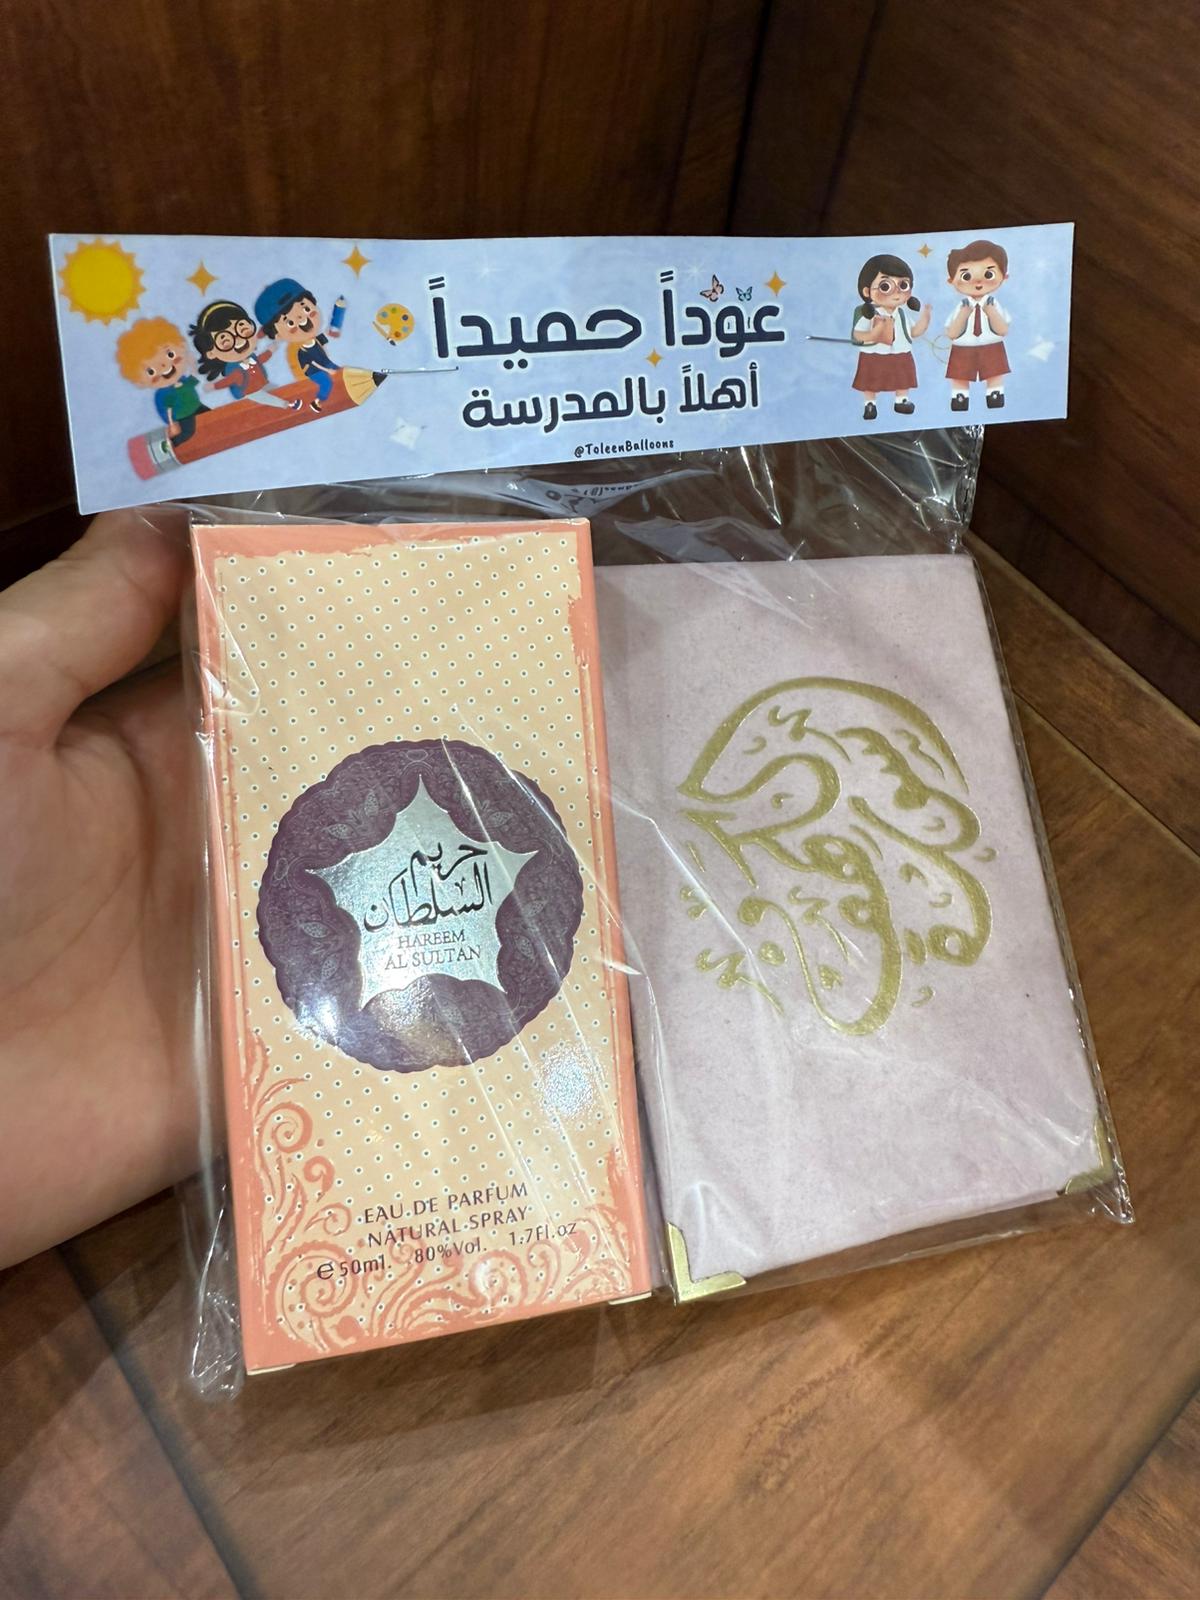 عوداً حميداً
أهلاً بالمدرسة
@ToleenBalloons
حريم
السلطان
HAREEM
AL SULTAN
EAU DE PARFUM
NATURAL SPRAY
℮50ml. 80%Vol. 1.7Fl.oz